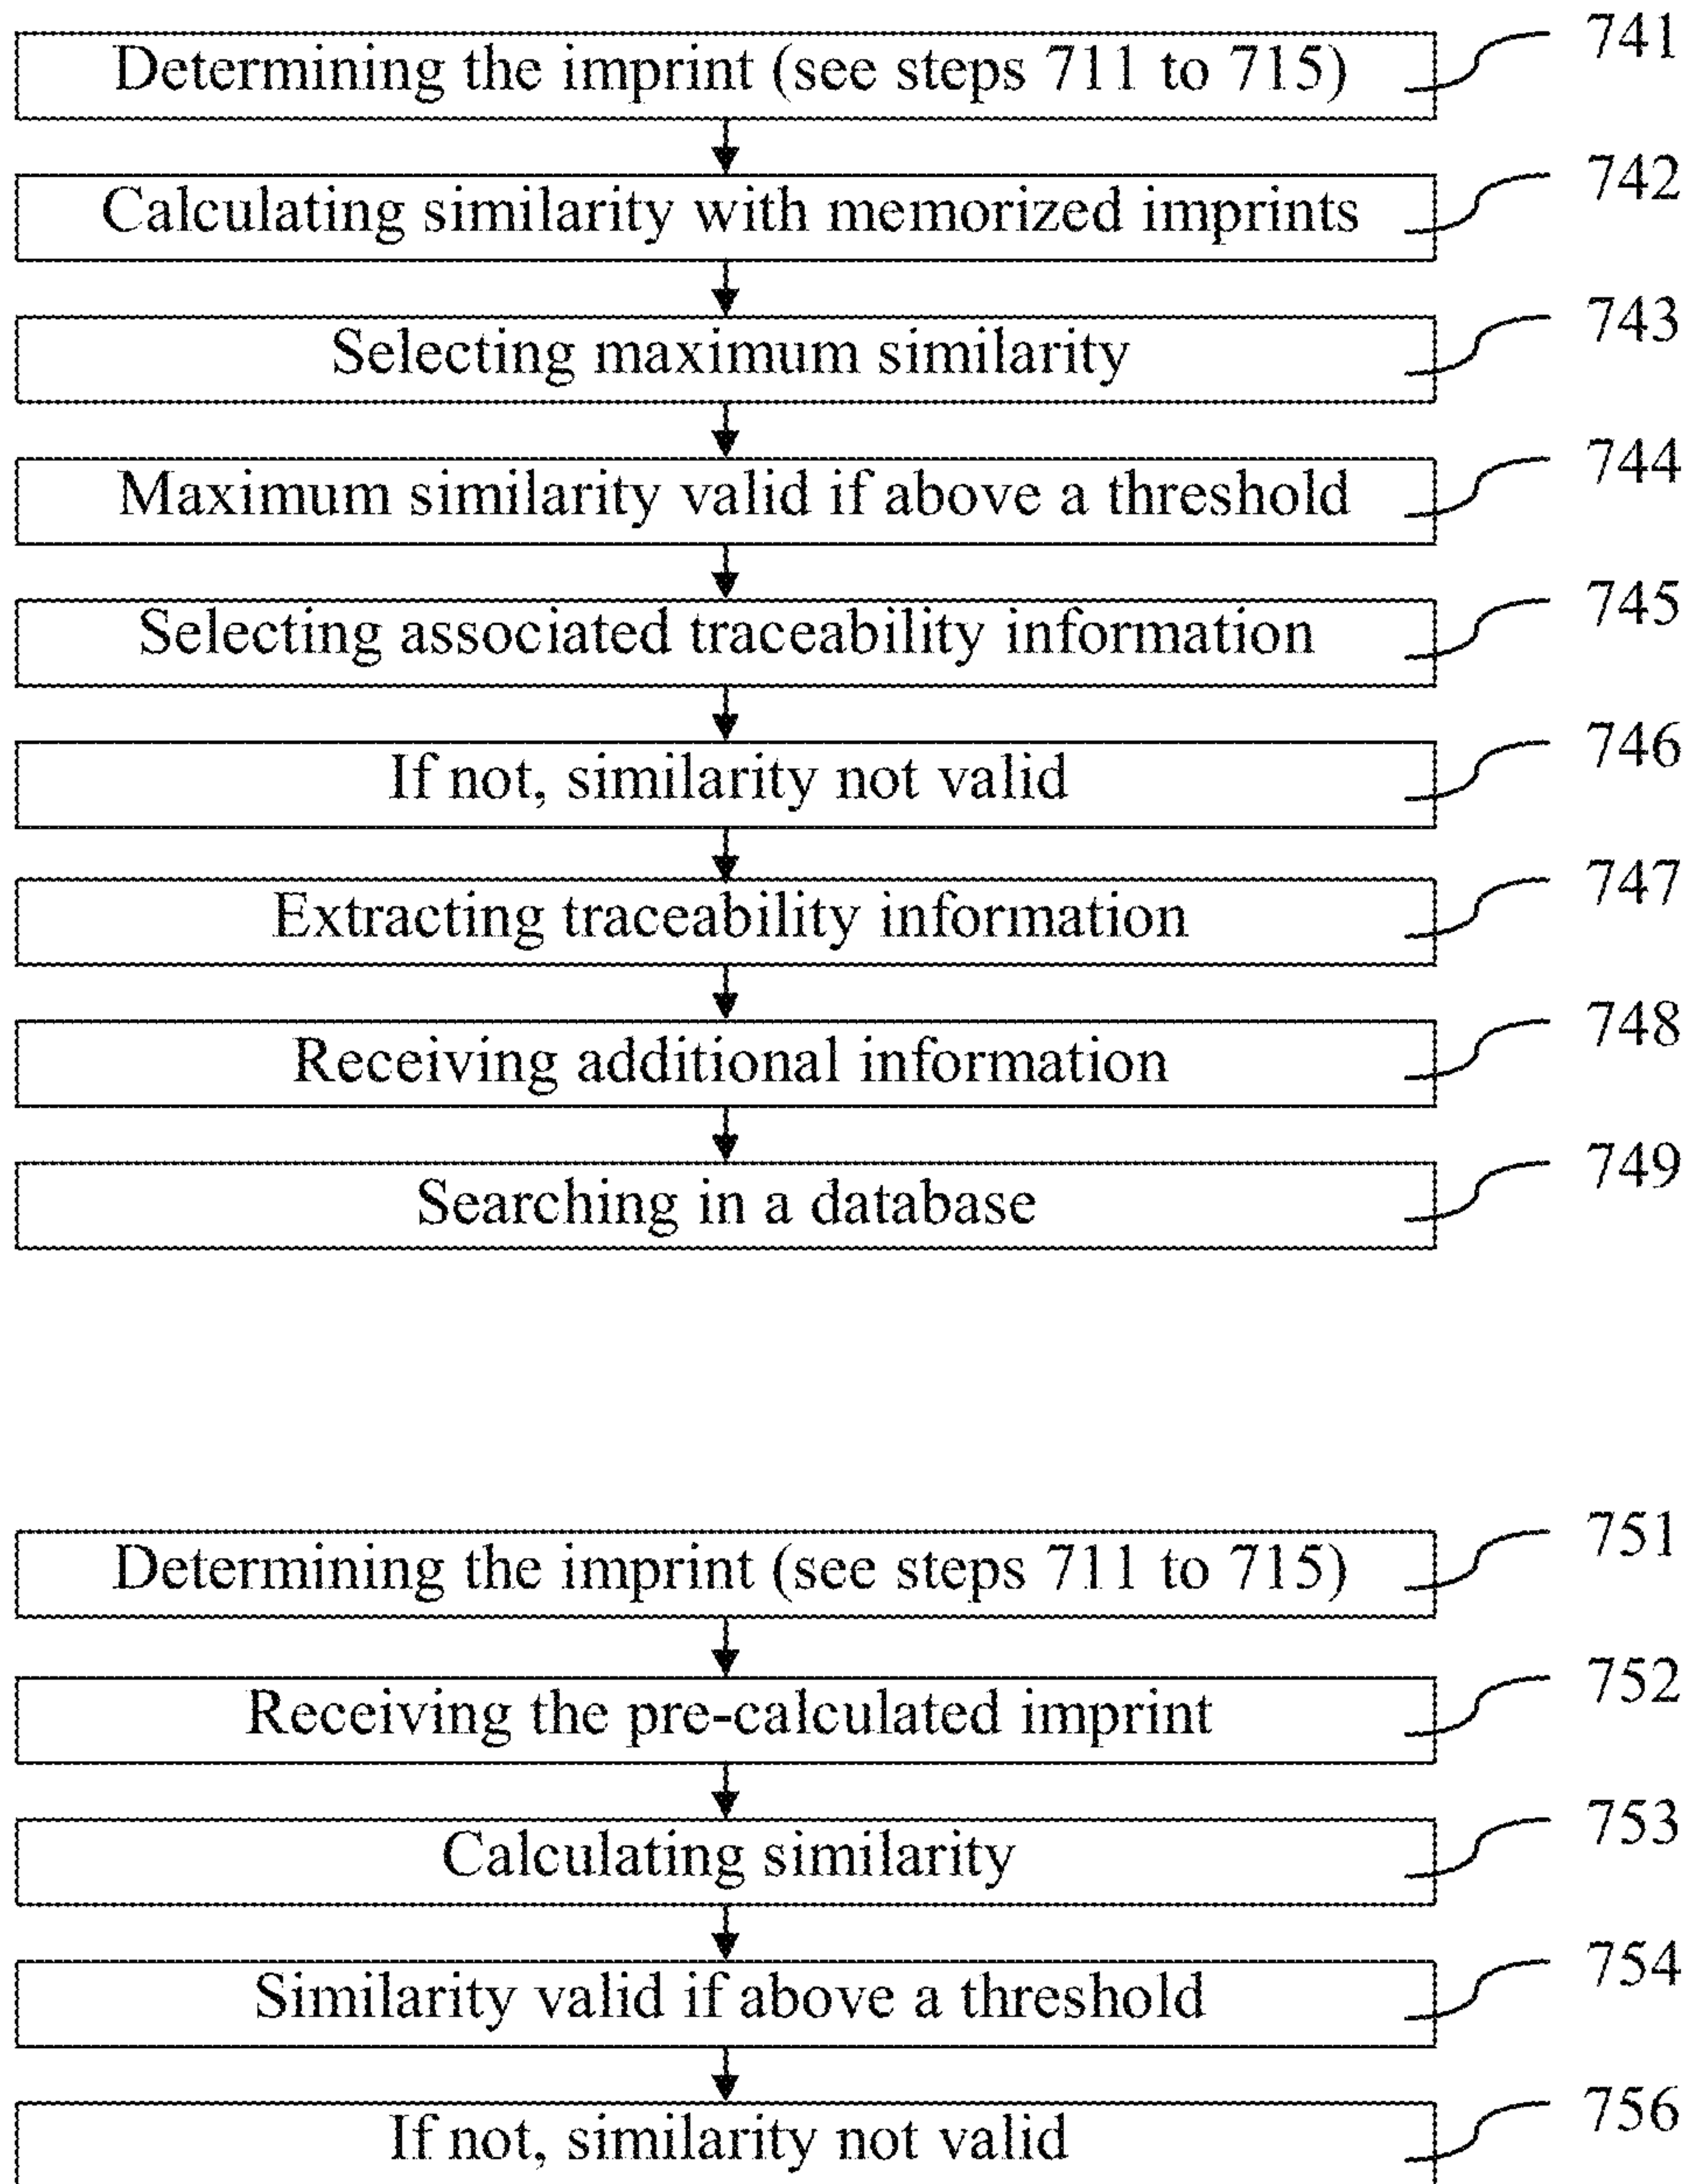 Determining the imprint (see steps 711 to 715) 741
Calculating similarity with memorized imprints 742
Selecting maximum similarity 743
Maximum similarity valid if above a threshold 744
Selecting associated traceability information 745
If not, similarity not valid 746
Extracting traceability information 747
Receiving additional information 748
Searching in a database 749
Determining the imprint (see steps 711 to 715) 751
Receiving the pre-calculated imprint 752
Calculating similarity 753
Similarity valid if above a threshold 754
If not, similarity not valid 756